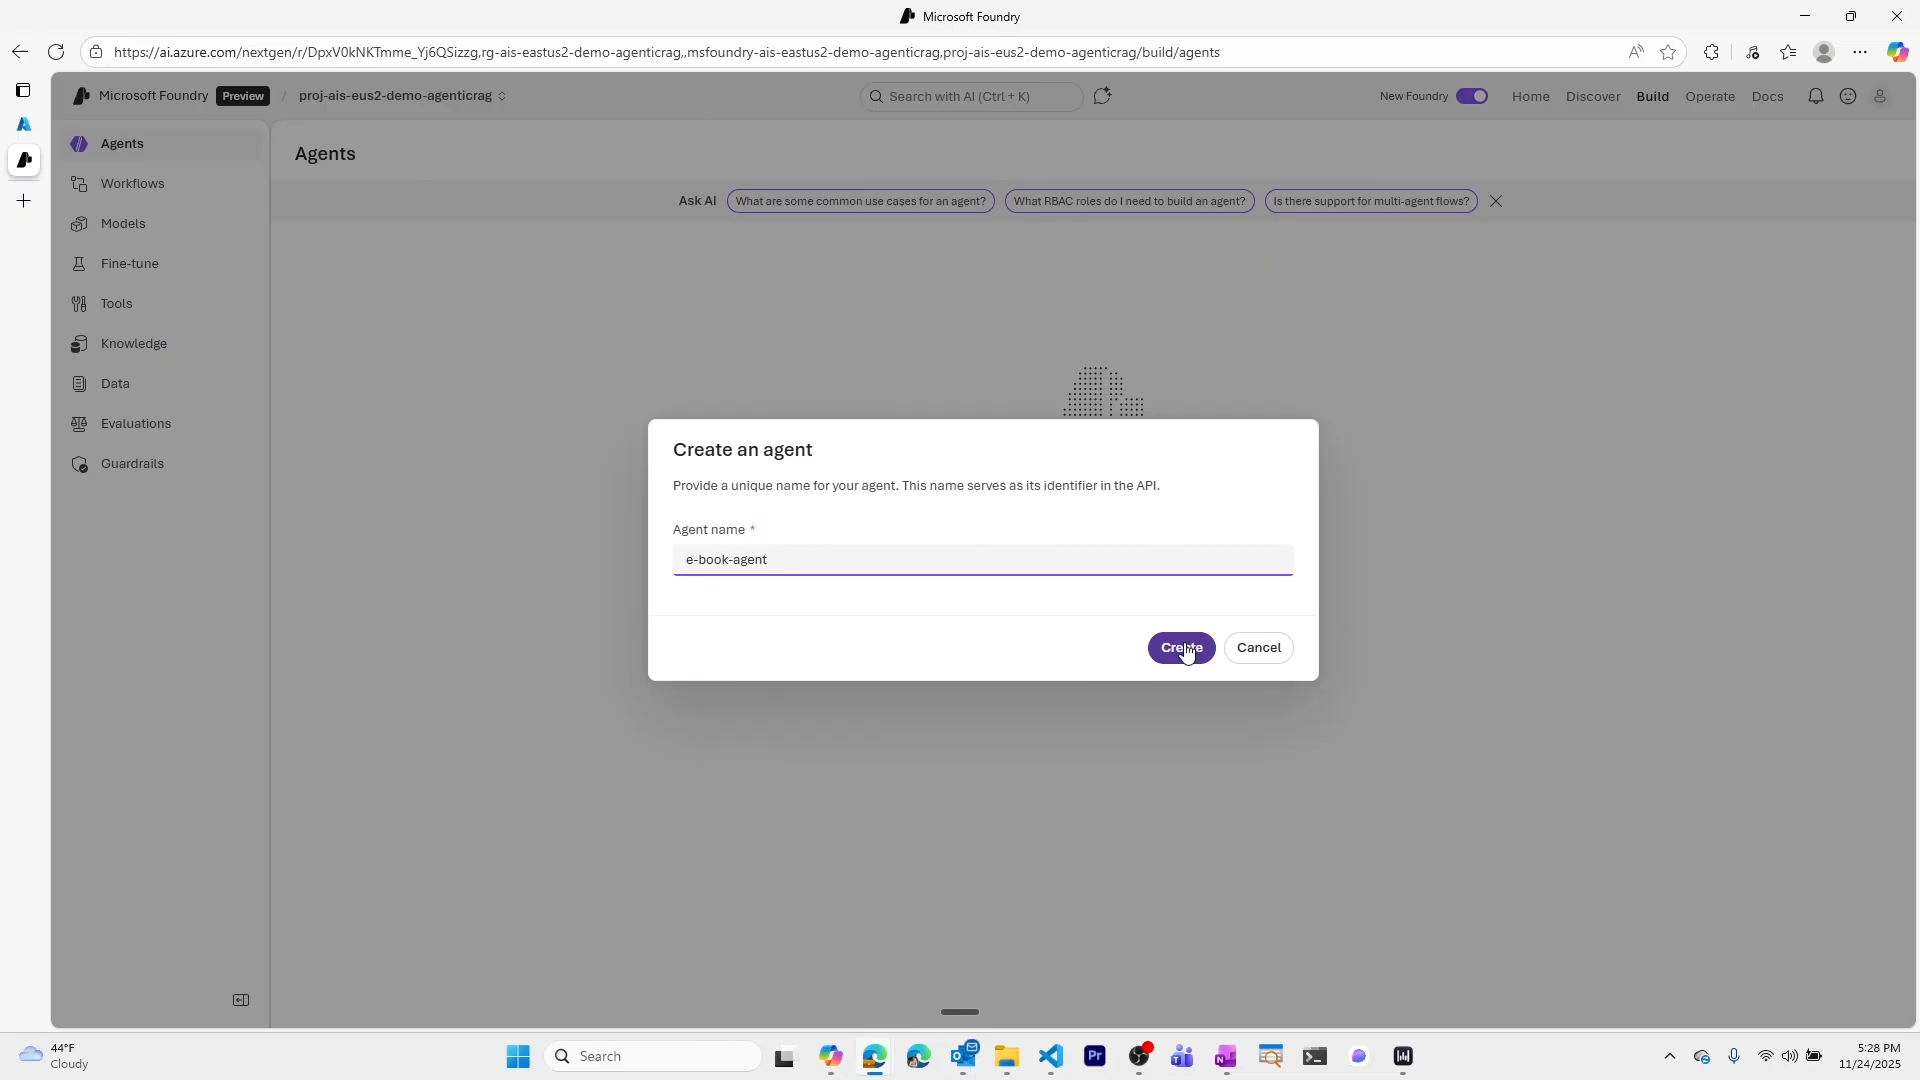 Microsoft Foundry
https://ai.azure.com/nextgen/r/DpxV0kNKTmme_Yj6QSizzg,rg-ais-eastus2-demo-agenticrag,,msfoundry-ais-eastus2-demo-agenticrag,proj-ais-eus2-demo-agenticrag/build/agents
Microsoft Foundry Preview / proj-ais-eus2-demo-agenticrag Search with AI (Ctrl + K) New Foundry Home Discover Build Operate Docs
Agents
Workflows
Models
Fine-tune
Tools
Knowledge
Data
Evaluations
Guardrails
Agents
Ask AI What are some common use cases for an agent? What RBAC roles do I need to build an agent? Is there support for multi-agent flows?
Create an agent
Provide a unique name for your agent. This name serves as its identifier in the API.
Agent name *
e-book-agent
Create Cancel
44°F
Cloudy
Search
Pr
5:28 PM
11/24/2025